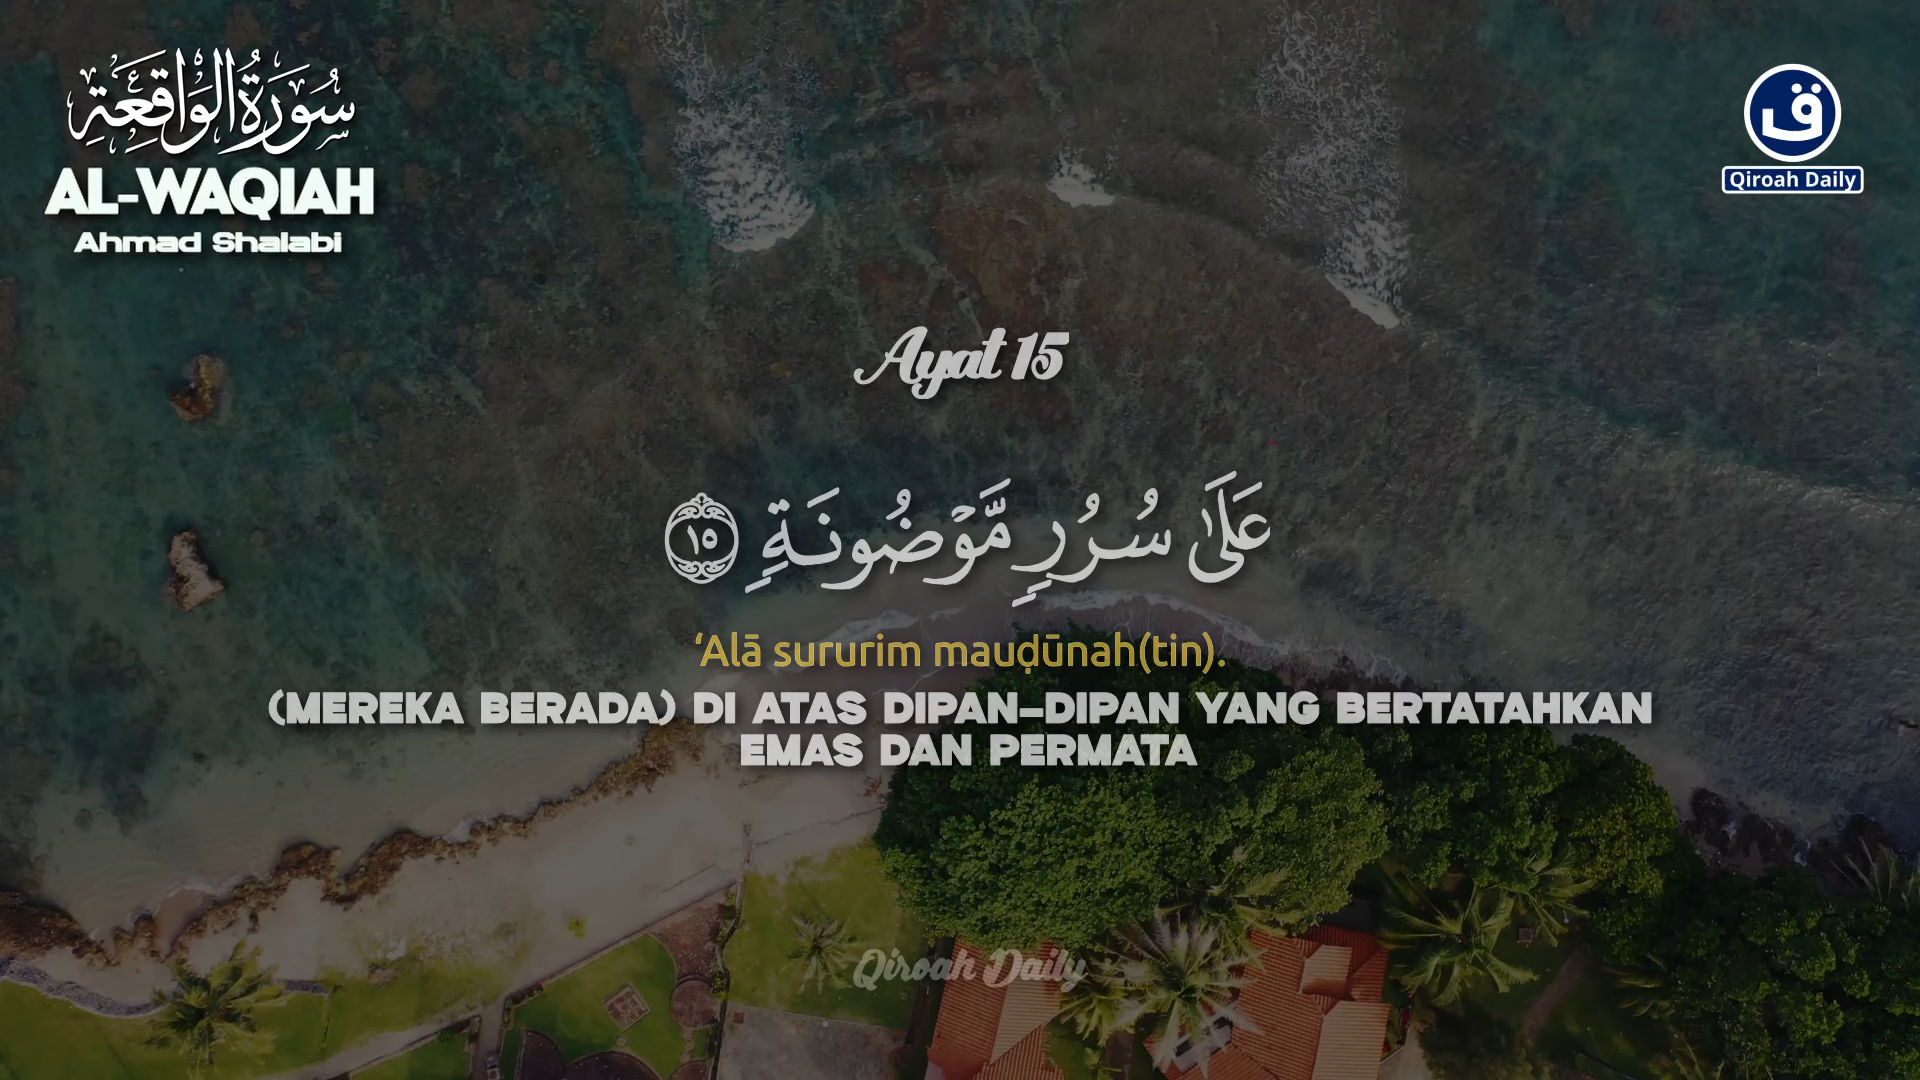 سُورَةُ الْوَاقِعَةِ
AL-WAQIAH
Ahmad Shalabi
ق
Qiroah Daily
Ayat 15
عَلَىٰ سُرُرٍ مَّوْضُونَةٍ ١٥
‘Alā sururim mauḍūnah(tin).
(MEREKA BERADA) DI ATAS DIPAN-DIPAN YANG BERTATAHKAN
EMAS DAN PERMATA
Qiroah Daily